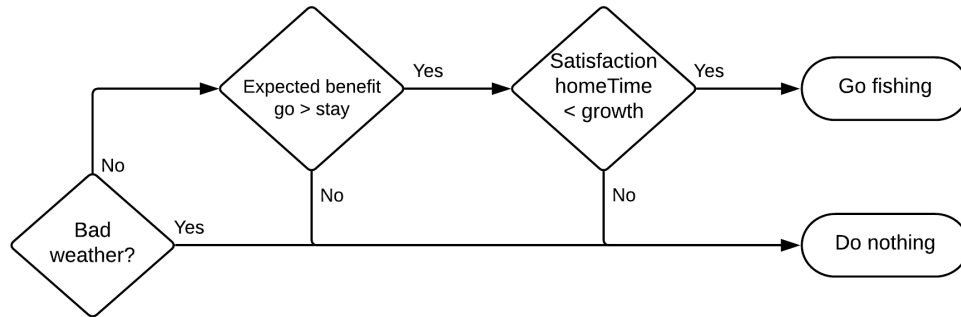 Satisfaction
homeTime
< growth
Expected benefit
go > stay
Yes
Yes
Go fishing
No
No
No
Bad
weather?
Yes
Do nothing